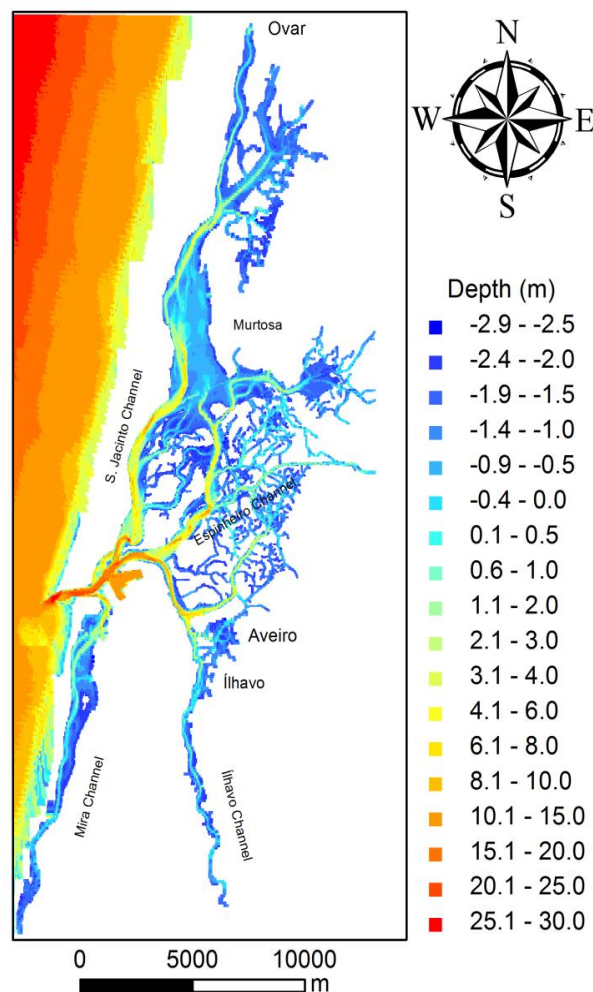 Ovar
N
W
E
S
Depth (m)
-2.9 - -2.5
-2.4 - -2.0
-1.9 - -1.5
-1.4 - -1.0
-0.9 - -0.5
-0.4 - 0.0
0.1 - 0.5
0.6 - 1.0
1.1 - 2.0
2.1 - 3.0
3.1 - 4.0
4.1 - 6.0
6.1 - 8.0
8.1 - 10.0
10.1 - 15.0
15.1 - 20.0
20.1 - 25.0
25.1 - 30.0
Murtosa
S. Jacinto Channel
Espinheiro Channel
Aveiro
Ílhavo
Mira Channel
Ílhavo Channel
0 5000 10000
m